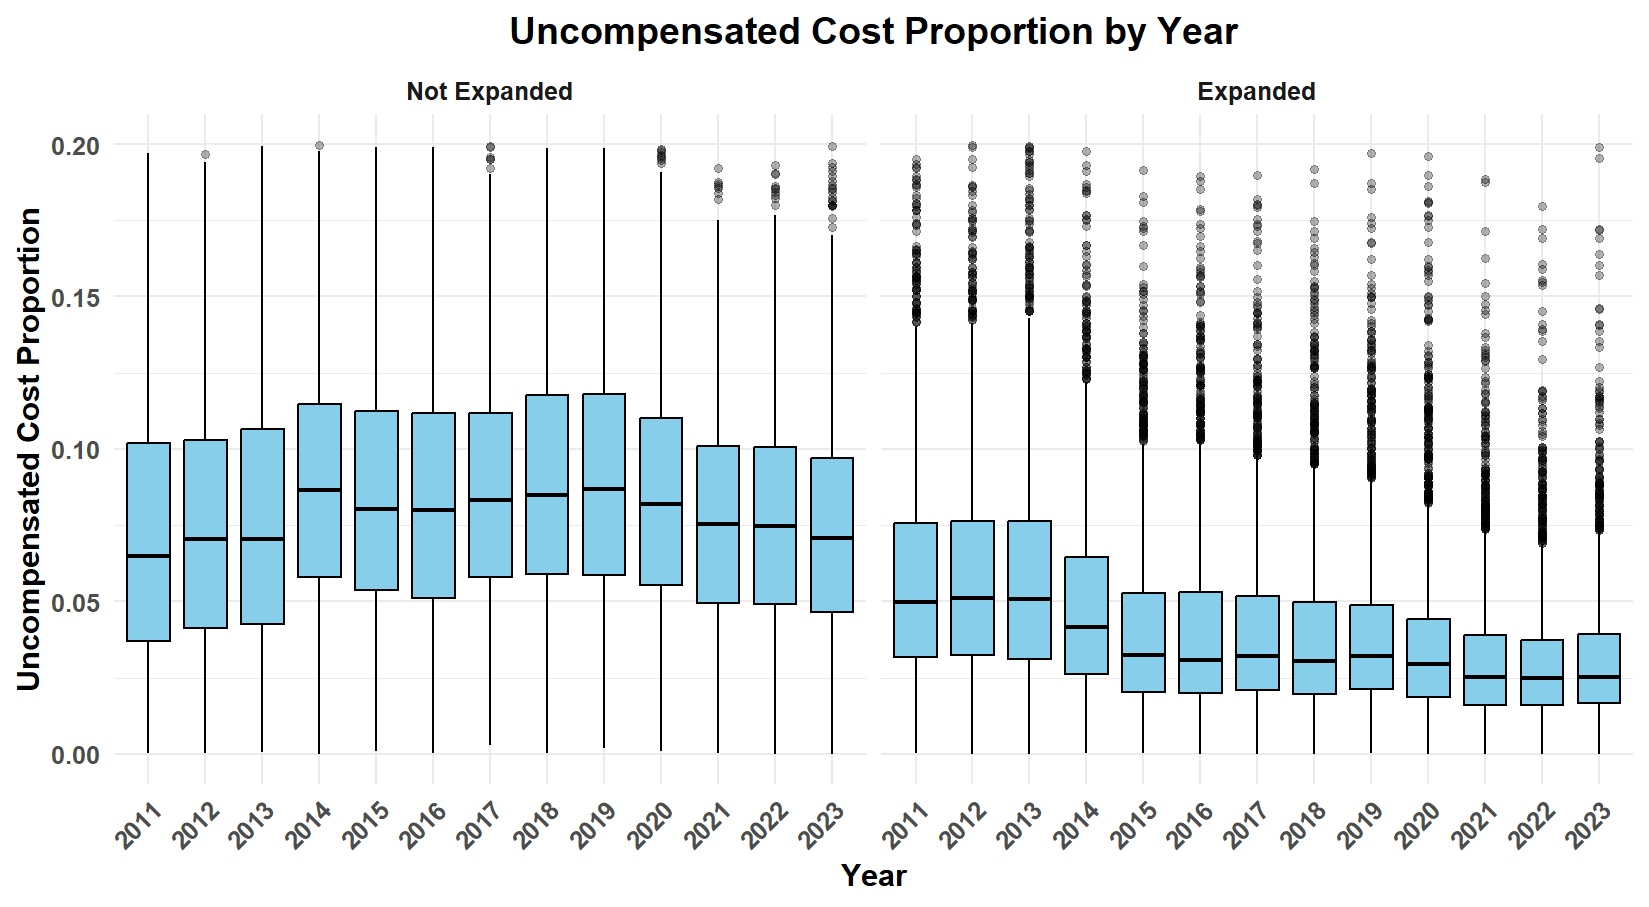 Uncompensated Cost Proportion by Year
Not Expanded
Expanded
Uncompensated Cost Proportion
0.20
0.15
0.10
0.05
0.00
2011 2012 2013 2014 2015 2016 2017 2018 2019 2020 2021 2022 2023
2011 2012 2013 2014 2015 2016 2017 2018 2019 2020 2021 2022 2023
Year